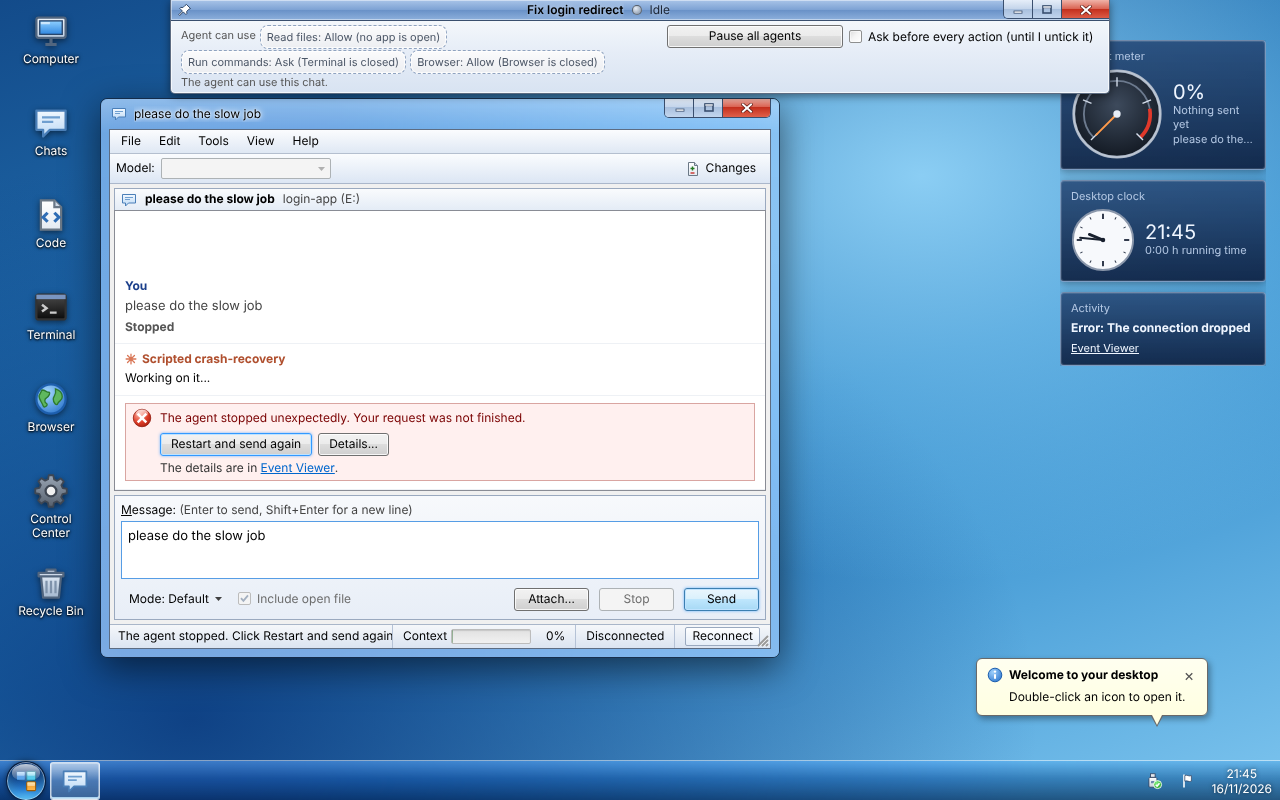 Computer
Chats
Code
Terminal
Browser
Control
Center
Recycle Bin
Fix login redirect
Idle
Agent can use
Read files: Allow (no app is open)
Pause all agents
Ask before every action (until I untick it)
Run commands: Ask (Terminal is closed)
Browser: Allow (Browser is closed)
The agent can use this chat.
please do the slow job
File
Edit
Tools
View
Help
Model:
Changes
please do the slow job
login-app (E:)
You
please do the slow job
Stopped
Scripted crash-recovery
Working on it...
The agent stopped unexpectedly. Your request was not finished.
Restart and send again
Details...
The details are in Event Viewer.
Message: (Enter to send, Shift+Enter for a new line)
please do the slow job
Mode: Default
Include open file
Attach...
Stop
Send
The agent stopped. Click Restart and send again
Context
0%
Disconnected
Reconnect
meter
0%
Nothing sent
yet
please do the...
Desktop clock
21:45
0:00 h running time
Activity
Error: The connection dropped
Event Viewer
Welcome to your desktop
Double-click an icon to open it.
21:45
16/11/2026